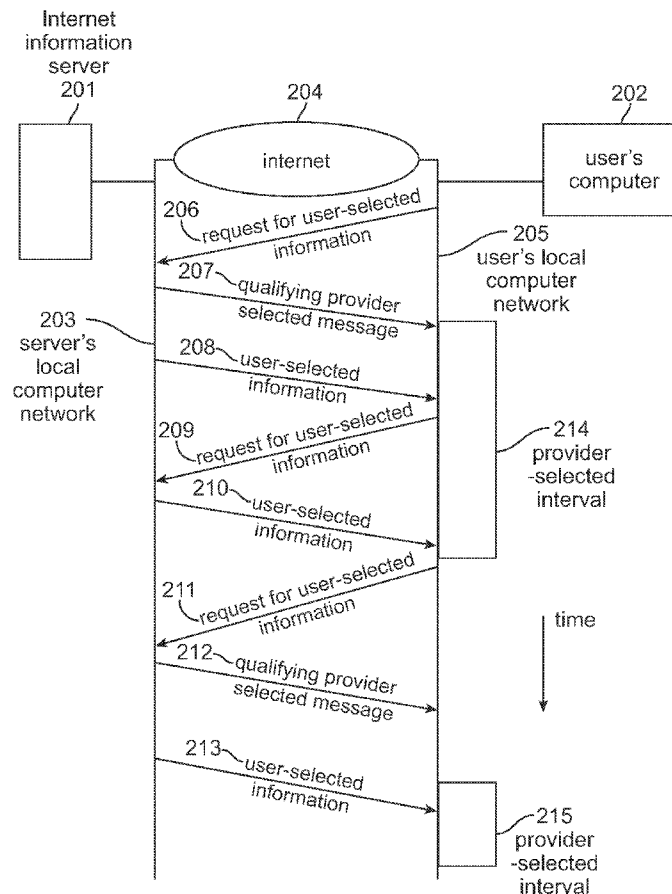 Internet
information
server
201
204
internet
202
user's
computer
206
request for user-selected
information
205
user's local
computer
network
207
qualifying provider
selected message
203
server's
local
computer
network
208
user-selected
information
209
request for user-selected
information
214
provider
-selected
interval
210
user-selected
information
211
request for user-selected
information
time
212
qualifying provider
selected message
213
user-selected
information
215
provider
-selected
interval